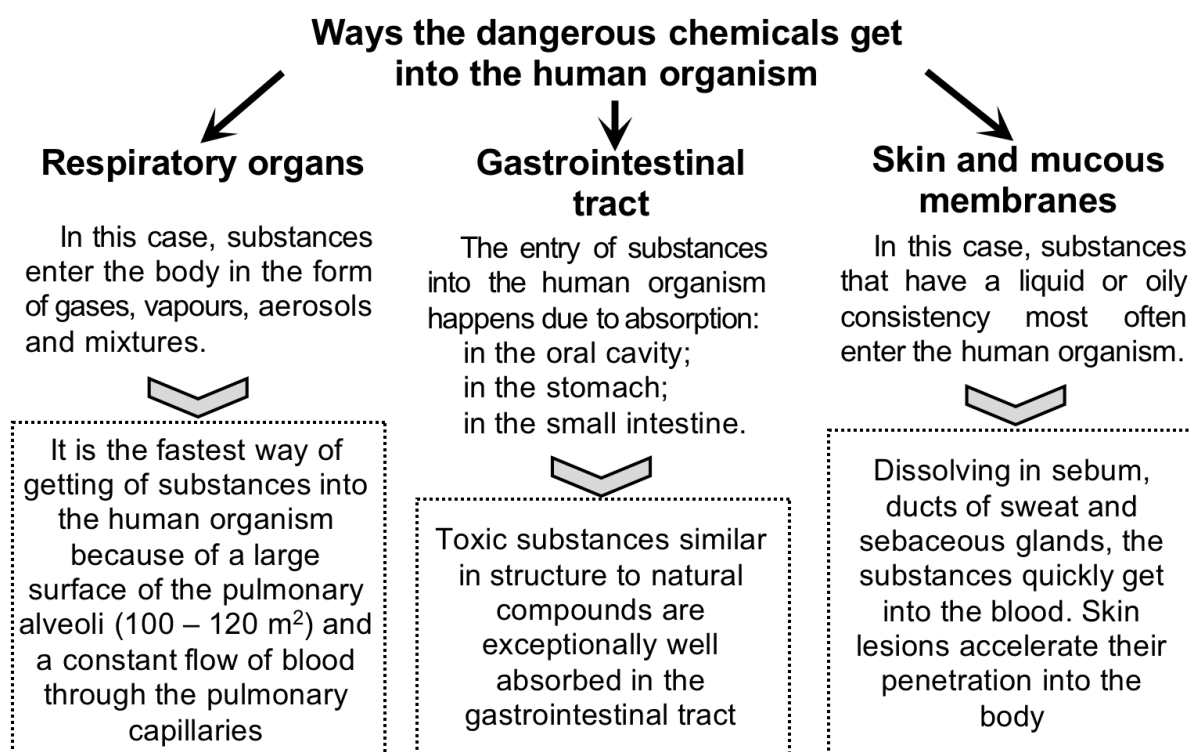 Ways the dangerous chemicals get
into the human organism
Respiratory organs
In this case, substances
enter the body in the form
of gases, vapours, aerosols
and mixtures.
It is the fastest way of
getting of substances into
the human organism
because of a large
surface of the pulmonary
alveoli (100 – 120 m²) and
a constant flow of blood
through the pulmonary
capillaries
Gastrointestinal
tract
The entry of substances
into the human organism
happens due to absorption:
in the oral cavity;
in the stomach;
in the small intestine.
Toxic substances similar
in structure to natural
compounds are
exceptionally well
absorbed in the
gastrointestinal tract
Skin and mucous
membranes
In this case, substances
that have a liquid or oily
consistency most often
enter the human organism.
Dissolving in sebum,
ducts of sweat and
sebaceous glands, the
substances quickly get
into the blood. Skin
lesions accelerate their
penetration into the
body